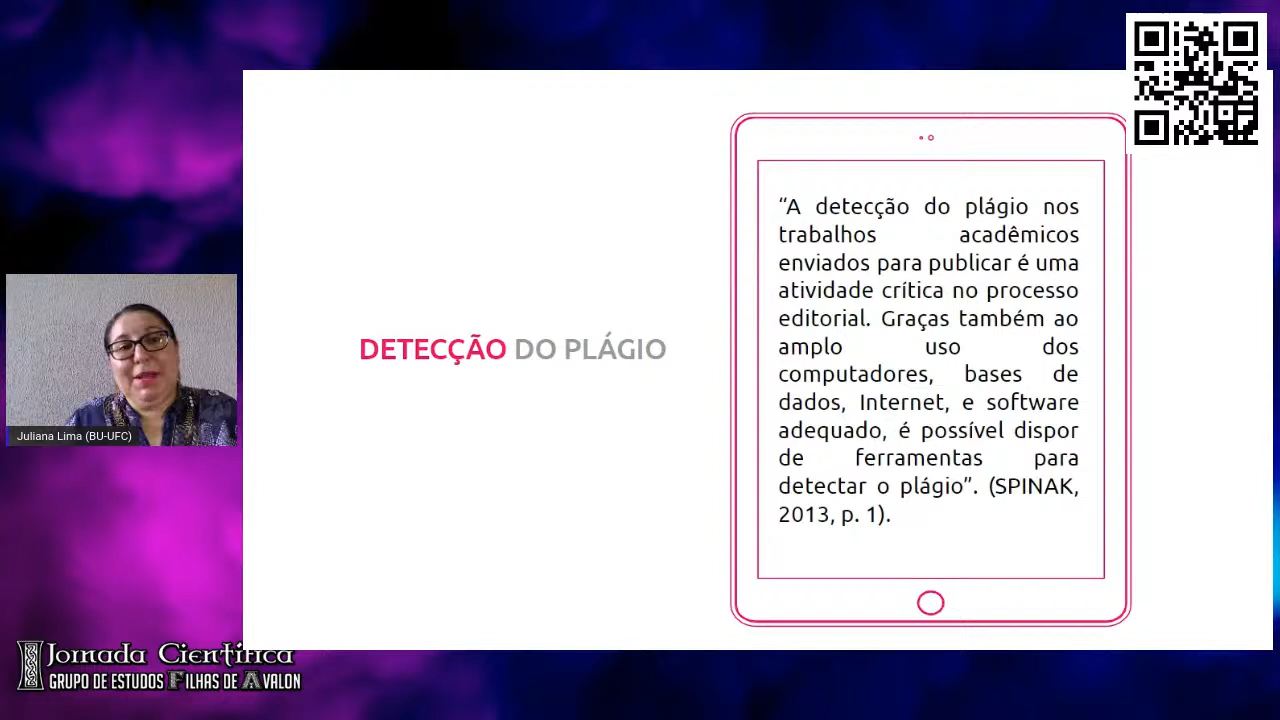 DETECÇÃO DO PLÁGIO
“A detecção do plágio nos
trabalhos acadêmicos
enviados para publicar é uma
atividade crítica no processo
editorial. Graças também ao
amplo uso dos
computadores, bases de
dados, Internet, e software
adequado, é possível dispor
de ferramentas para
detectar o plágio”. (SPINAK,
2013, p. 1).
Juliana Lima (BU-UFC)
Jornada Científica
GRUPO DE ESTUDOS FILHAS DE AVALON